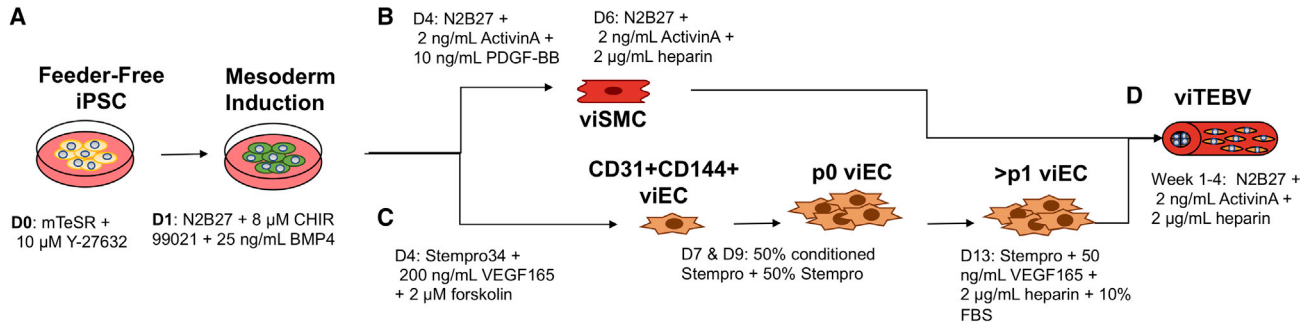 A
Feeder-Free
iPSC
Mesoderm
Induction
D0: mTeSR +
10 µM Y-27632
D1: N2B27 + 8 µM CHIR
99021 + 25 ng/mL BMP4
B
D4: N2B27 +
2 ng/mL ActivinA +
10 ng/mL PDGF-BB
D6: N2B27 +
2 ng/mL ActivinA +
2 µg/mL heparin
viSMC
C
CD31+CD144+
viEC
p0 viEC
>p1 viEC
D4: Stempro34 +
200 ng/mL VEGF165
+ 2 µM forskolin
D7 & D9: 50% conditioned
Stempro + 50% Stempro
D13: Stempro + 50
ng/mL VEGF165 +
2 µg/mL heparin + 10%
FBS
D
viTEBV
Week 1-4: N2B27 +
2 ng/mL ActivinA +
2 µg/mL heparin